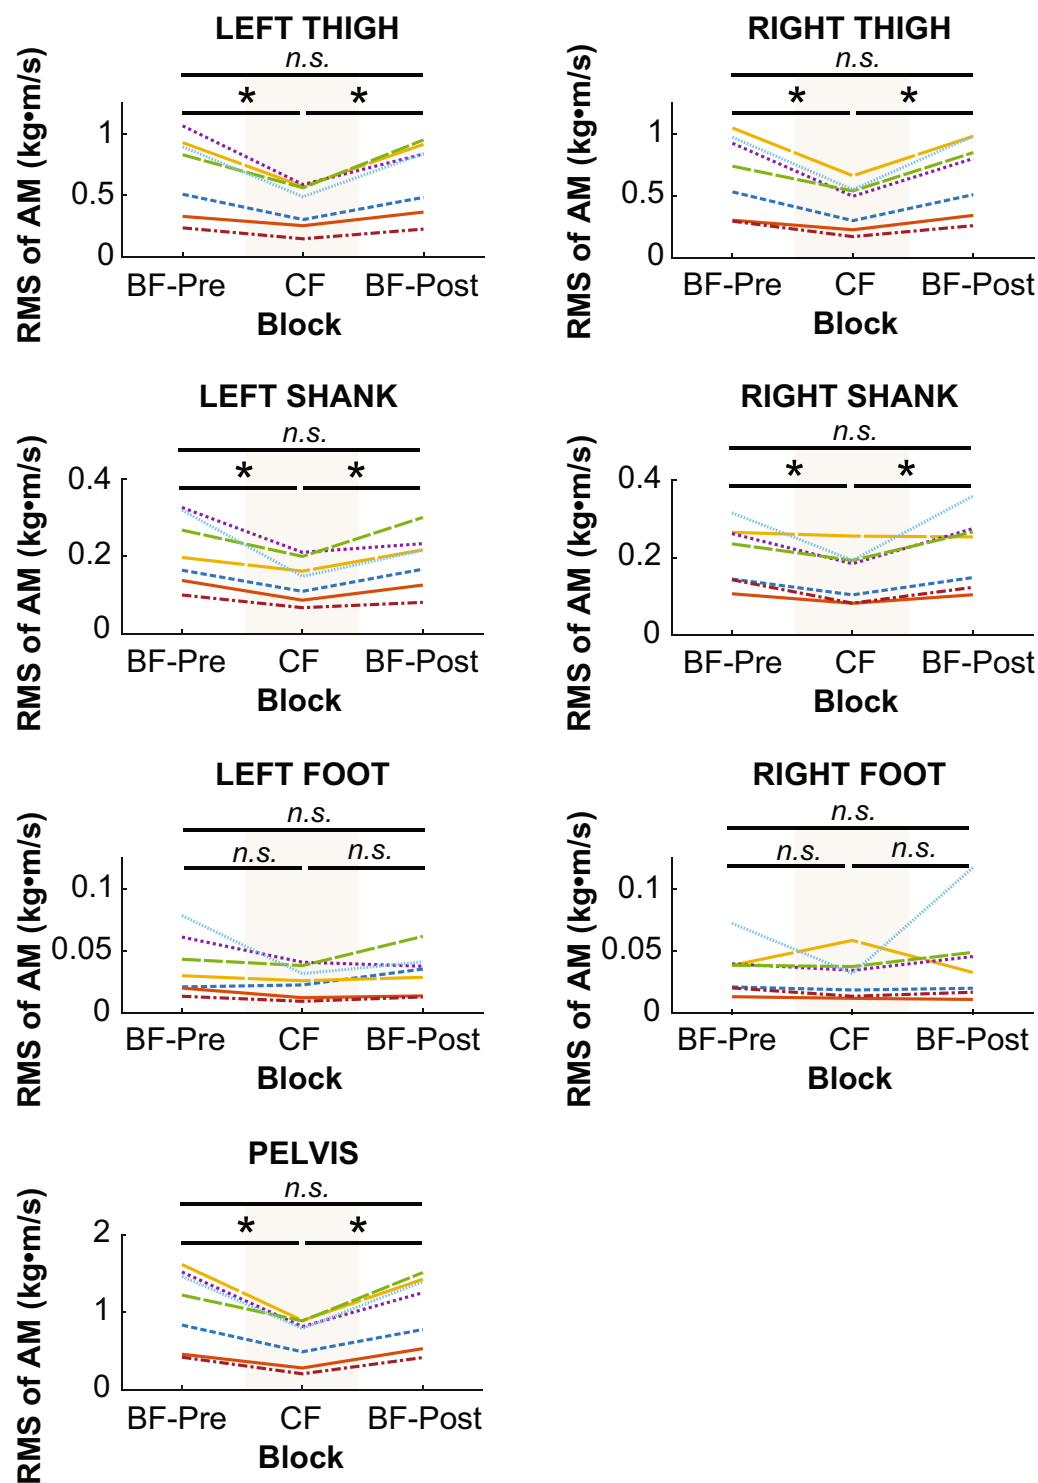 LEFT THIGH
n.s.
* *
RMS of AM (kg•m/s)
1
0.5
0
BF-Pre CF BF-Post
Block
RIGHT THIGH
n.s.
* *
RMS of AM (kg•m/s)
1
0.5
0
BF-Pre CF BF-Post
Block
LEFT SHANK
n.s.
* *
RMS of AM (kg•m/s)
0.4
0.2
0
BF-Pre CF BF-Post
Block
RIGHT SHANK
n.s.
* *
RMS of AM (kg•m/s)
0.4
0.2
0
BF-Pre CF BF-Post
Block
LEFT FOOT
n.s.
n.s. n.s.
RMS of AM (kg•m/s)
0.1
0.05
0
BF-Pre CF BF-Post
Block
RIGHT FOOT
n.s.
n.s. n.s.
RMS of AM (kg•m/s)
0.1
0.05
0
BF-Pre CF BF-Post
Block
PELVIS
n.s.
* *
RMS of AM (kg•m/s)
2
1
0
BF-Pre CF BF-Post
Block